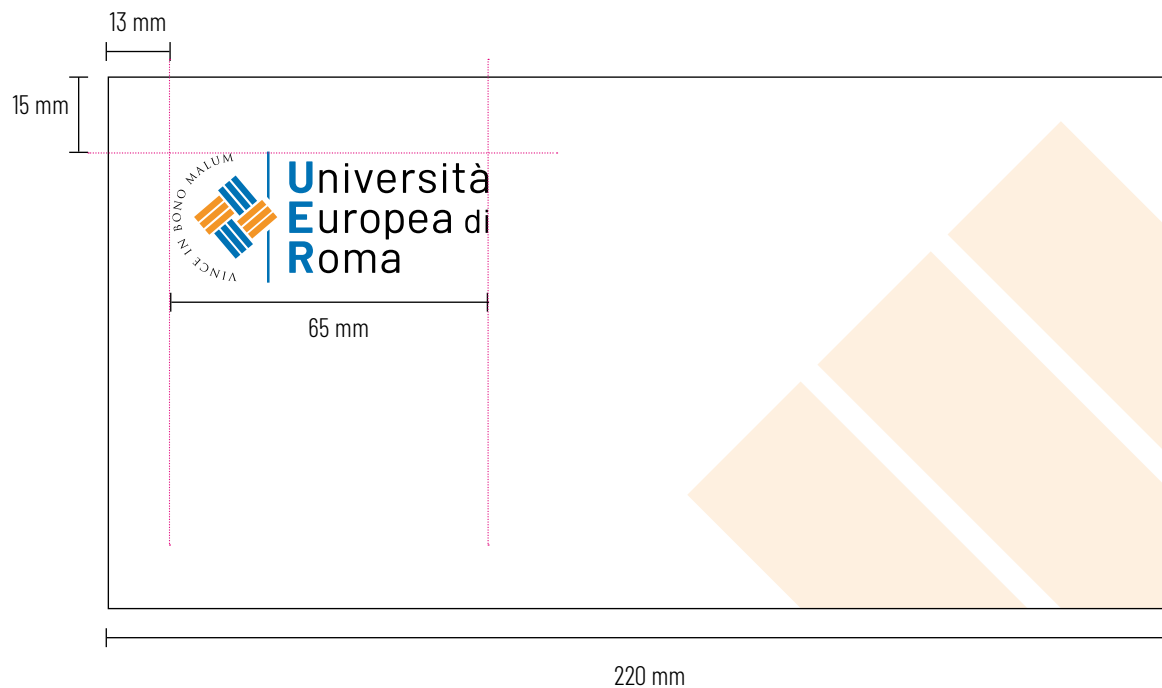 13 mm
15 mm
VINCE IN BONO MALUM
Università
Europea di
Roma
65 mm
220 mm